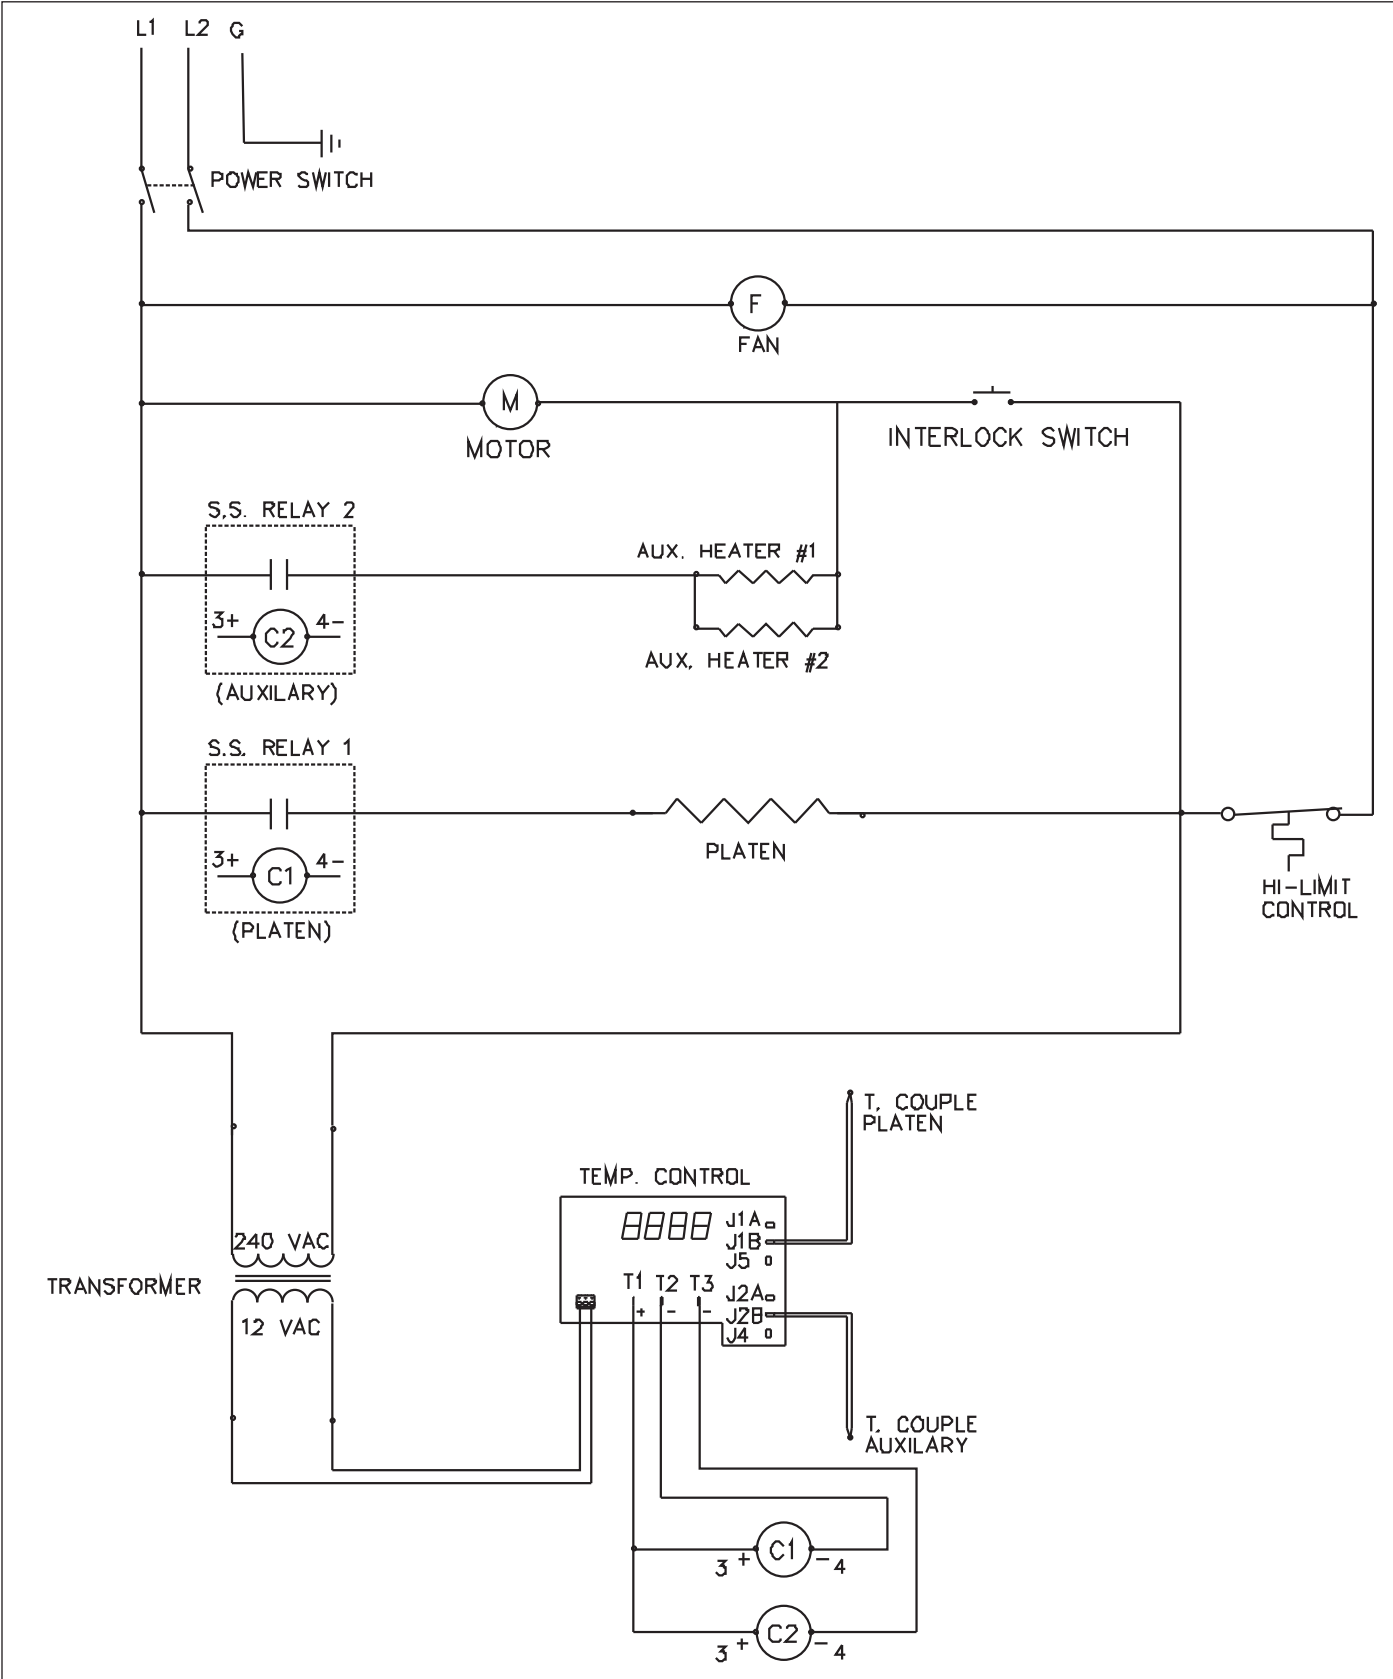 L1 L2 G
POWER SWITCH
F
FAN
M
MOTOR
INTERLOCK SWITCH
S.S. RELAY 2
AUX. HEATER #1
3+ C2 4-
AUX. HEATER #2
(AUXILARY)
S.S. RELAY 1
PLATEN
3+ C1 4-
HI-LIMIT
CONTROL
(PLATEN)
T. COUPLE
PLATEN
TEMP. CONTROL
8888
J1A
J1B
J5
240 VAC
TRANSFORMER
12 VAC
T1 T2 T3
+ - -
J2A
J2B
J4
T. COUPLE
AUXILARY
3 + C1 - 4
3 + C2 - 4